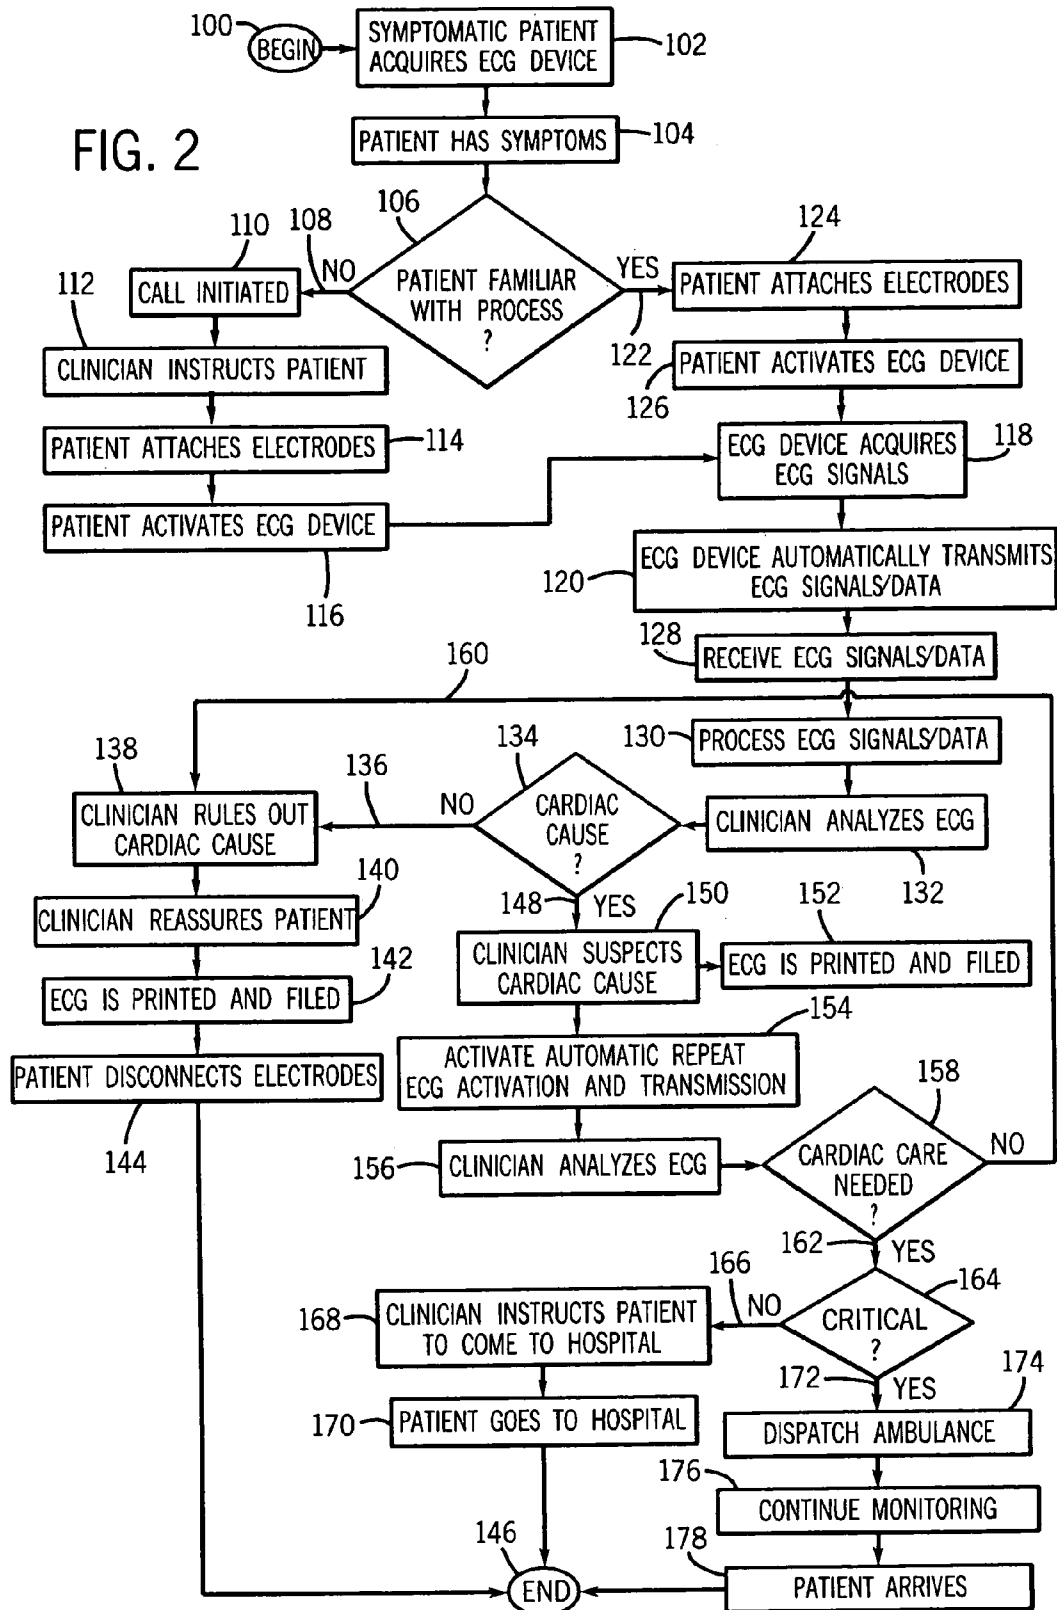 100
BEGIN
SYMPTOMATIC PATIENT
ACQUIRES ECG DEVICE
102
FIG. 2
PATIENT HAS SYMPTOMS
104
106
PATIENT FAMILIAR
WITH PROCESS
?
108
NO
110
CALL INITIATED
112
CLINICIAN INSTRUCTS PATIENT
PATIENT ATTACHES ELECTRODES
114
PATIENT ACTIVATES ECG DEVICE
116
YES
122
124
PATIENT ATTACHES ELECTRODES
PATIENT ACTIVATES ECG DEVICE
126
ECG DEVICE ACQUIRES
ECG SIGNALS
118
120
ECG DEVICE AUTOMATICALLY TRANSMITS
ECG SIGNALS/DATA
128
RECEIVE ECG SIGNALS/DATA
160
130
PROCESS ECG SIGNALS/DATA
CLINICIAN ANALYZES ECG
132
134
CARDIAC
CAUSE
?
136
NO
138
CLINICIAN RULES OUT
CARDIAC CAUSE
140
CLINICIAN REASSURES PATIENT
142
ECG IS PRINTED AND FILED
PATIENT DISCONNECTS ELECTRODES
144
148
YES
150
CLINICIAN SUSPECTS
CARDIAC CAUSE
152
ECG IS PRINTED AND FILED
154
ACTIVATE AUTOMATIC REPEAT
ECG ACTIVATION AND TRANSMISSION
156
CLINICIAN ANALYZES ECG
158
CARDIAC CARE
NEEDED
?
NO
162
YES
164
CRITICAL
?
166
NO
168
CLINICIAN INSTRUCTS PATIENT
TO COME TO HOSPITAL
170
PATIENT GOES TO HOSPITAL
172
YES
174
DISPATCH AMBULANCE
176
CONTINUE MONITORING
178
PATIENT ARRIVES
146
END